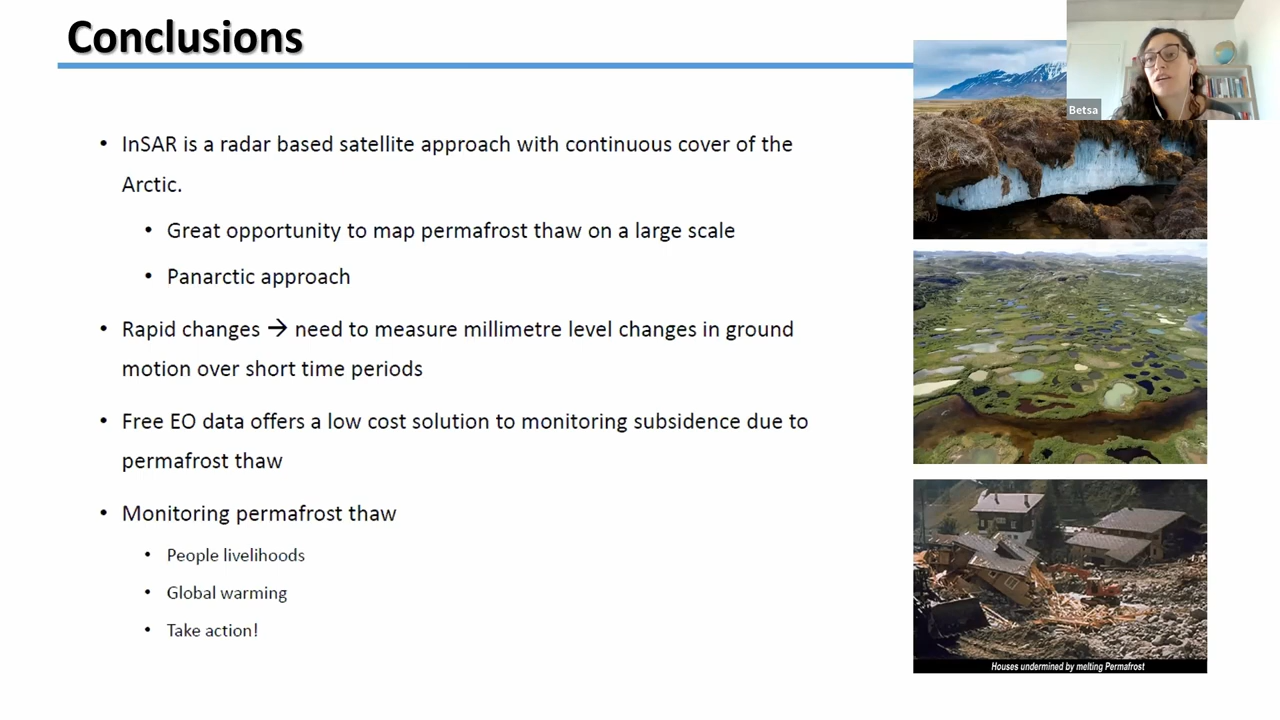 Conclusions
Betsa
• InSAR is a radar based satellite approach with continuous cover of the
Arctic.
• Great opportunity to map permafrost thaw on a large scale
• Panarctic approach
• Rapid changes → need to measure millimetre level changes in ground
motion over short time periods
• Free EO data offers a low cost solution to monitoring subsidence due to
permafrost thaw
• Monitoring permafrost thaw
• People livelihoods
• Global warming
• Take action!
Houses undermined by melting Permafrost